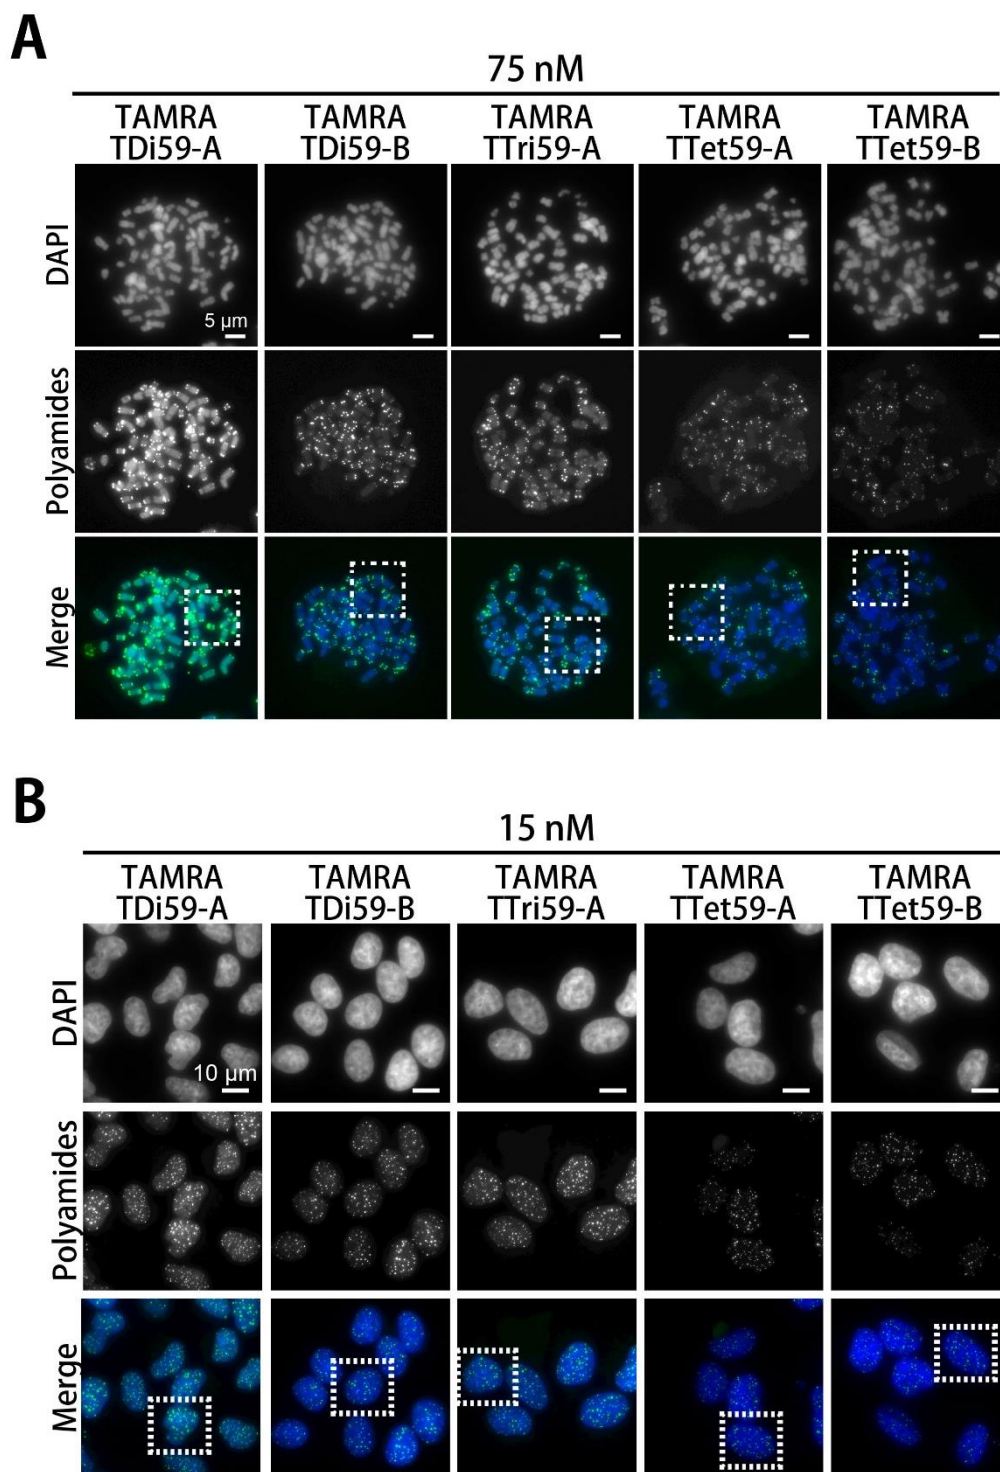 A
75 nM
TAMRA TAMRA TAMRA TAMRA TAMRA
TDi59-A TDi59-B TTri59-A TTet59-A TTet59-B
DAPI
5 μm
Polyamides
Merge
B
15 nM
TAMRA TAMRA TAMRA TAMRA TAMRA
TDi59-A TDi59-B TTri59-A TTet59-A TTet59-B
DAPI
10 μm
Polyamides
Merge